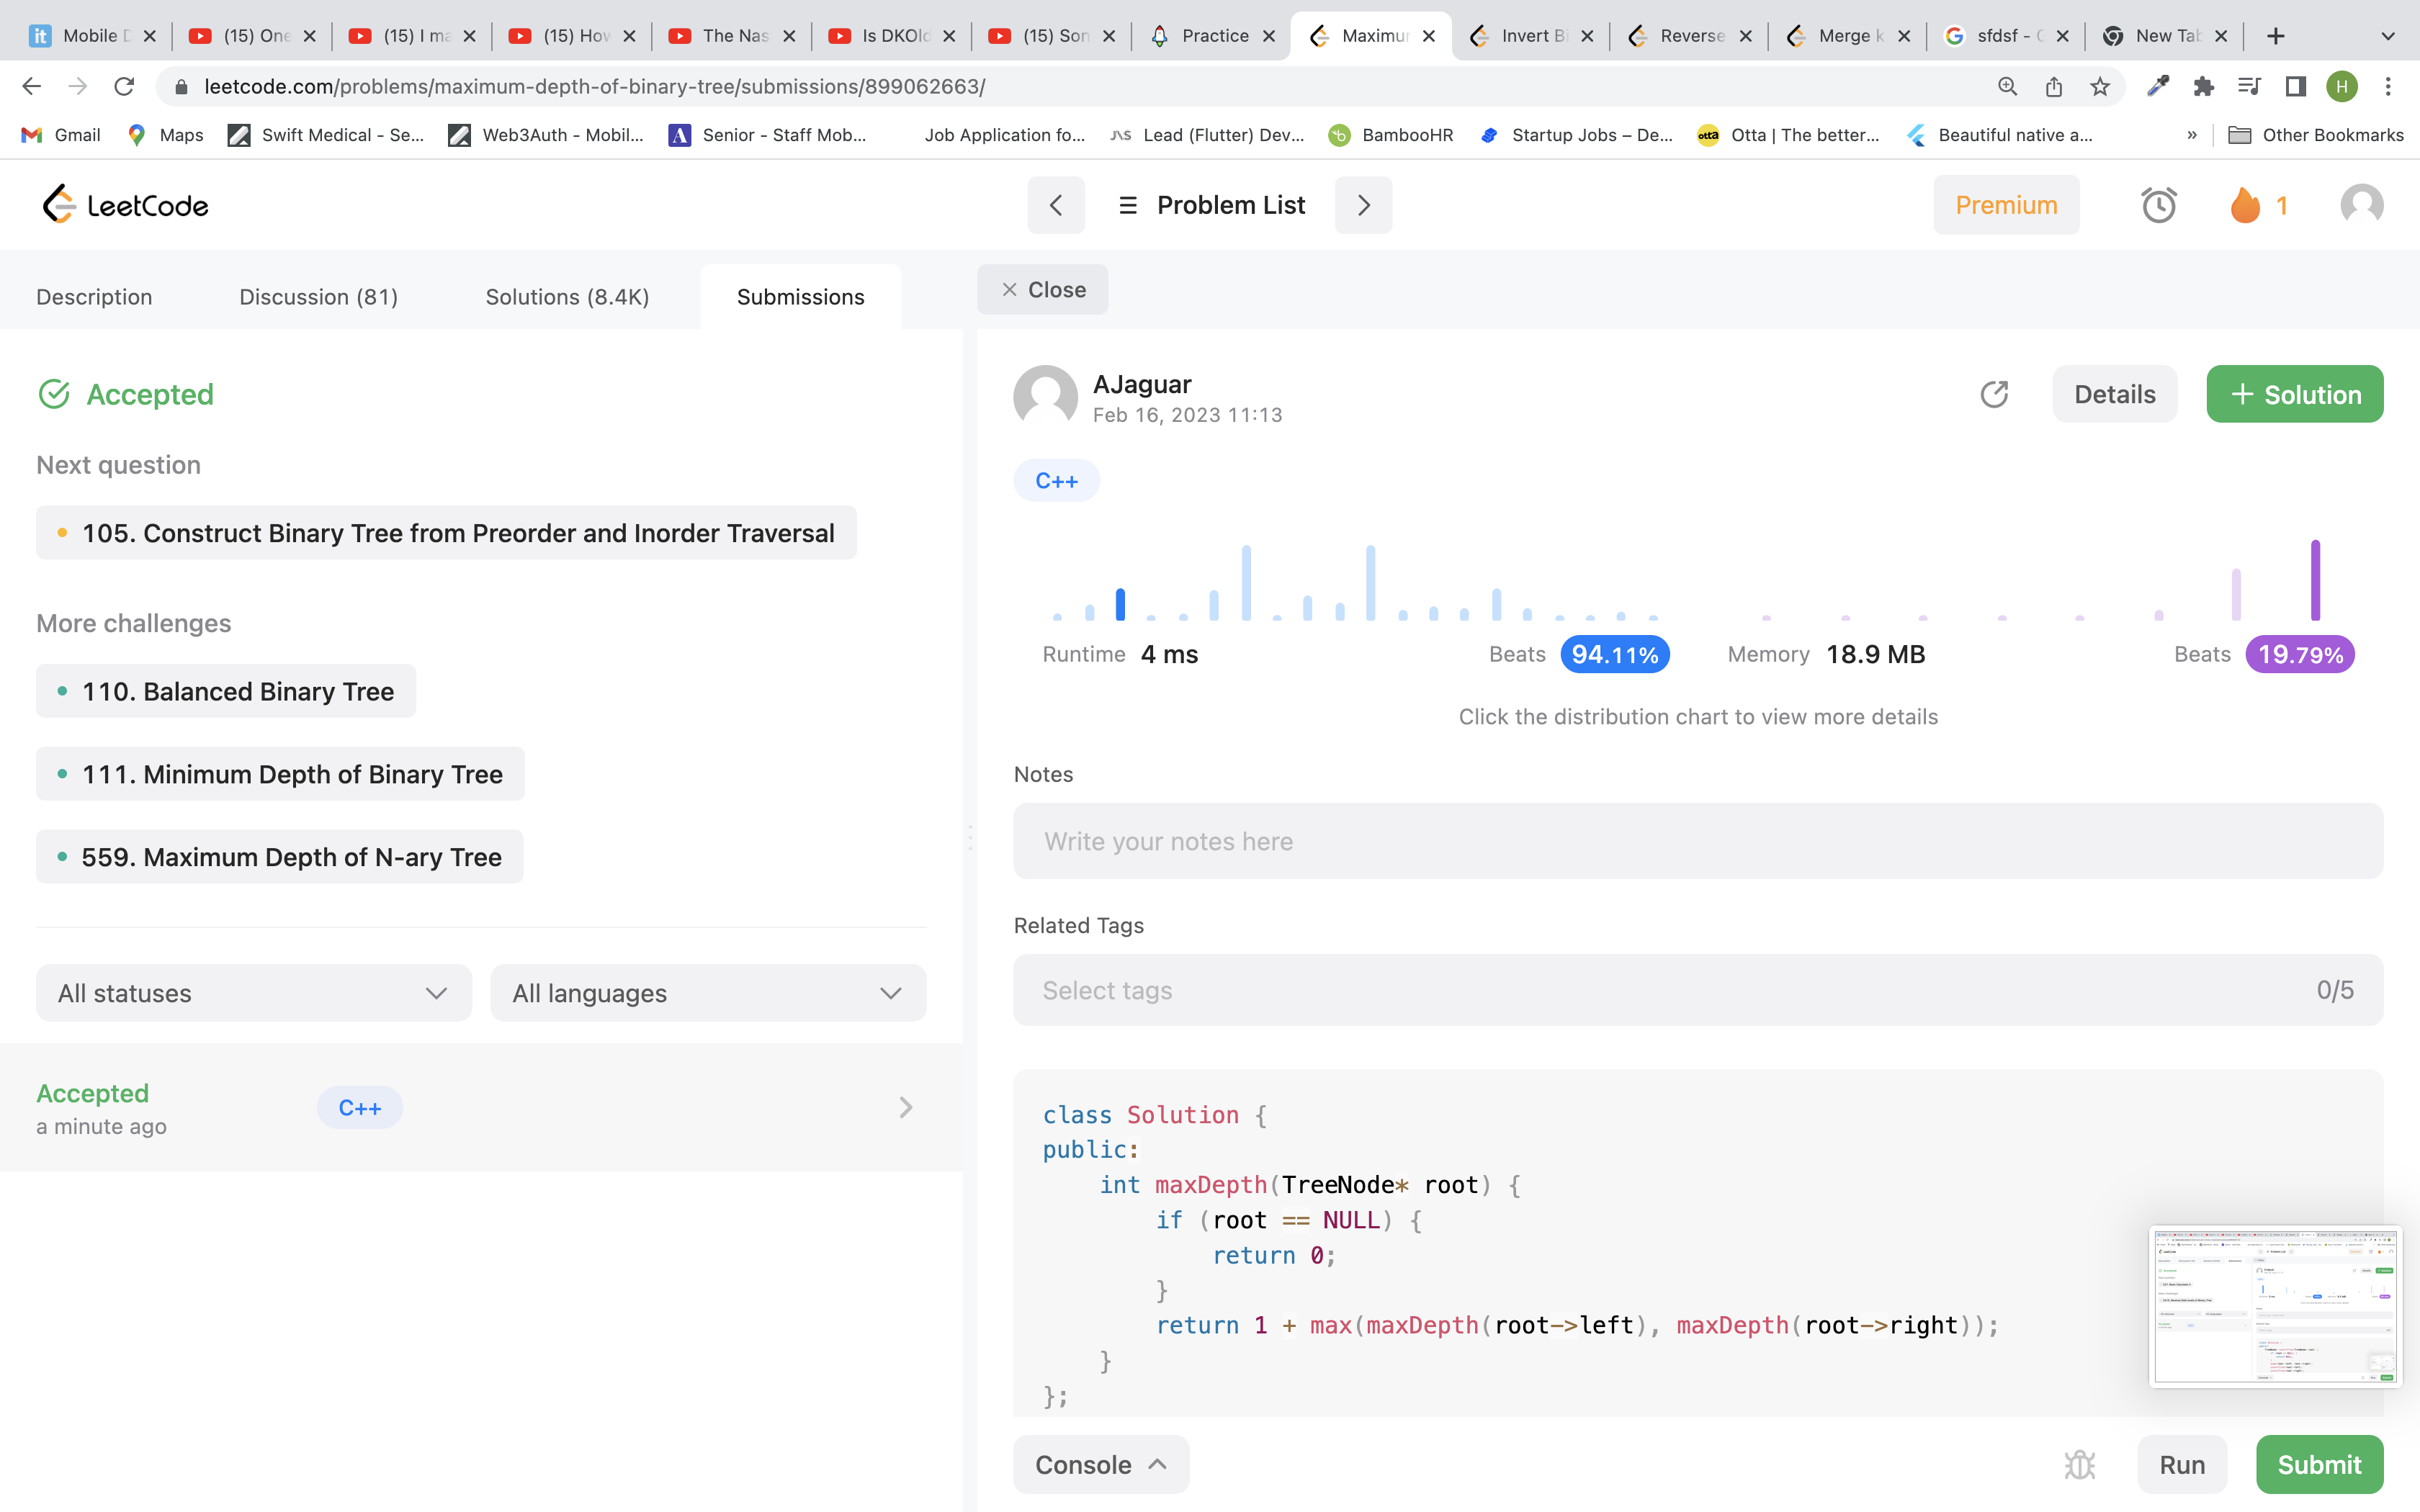 Mobile D
(15) One
(15) I ma
(15) How
The Nas
Is DKOld
(15) Son
Practice
Maximum
Invert Bi
Reverse
Merge k
sfdsf - G
New Tab
leetcode.com/problems/maximum-depth-of-binary-tree/submissions/899062663/
H
Gmail
Maps
Swift Medical - Se...
Web3Auth - Mobil...
Senior - Staff Mob...
Job Application fo...
Lead (Flutter) Dev...
BambooHR
Startup Jobs – De...
Otta | The better...
Beautiful native a...
»
Other Bookmarks
LeetCode
Problem List
Premium
1
Description
Discussion (81)
Solutions (8.4K)
Submissions
Close
Accepted
Next question
105. Construct Binary Tree from Preorder and Inorder Traversal
More challenges
110. Balanced Binary Tree
111. Minimum Depth of Binary Tree
559. Maximum Depth of N-ary Tree
All statuses
All languages
Accepted
a minute ago
C++
AJaguar
Feb 16, 2023 11:13
Details
+ Solution
C++
Runtime 4 ms
Beats 94.11%
Memory 18.9 MB
Beats 19.79%
Click the distribution chart to view more details
Notes
Write your notes here
Related Tags
Select tags
0/5
class Solution {
public:
    int maxDepth(TreeNode* root) {
        if (root == NULL) {
            return 0;
        }
        return 1 + max(maxDepth(root->left), maxDepth(root->right));
    }
};
Console
Run
Submit